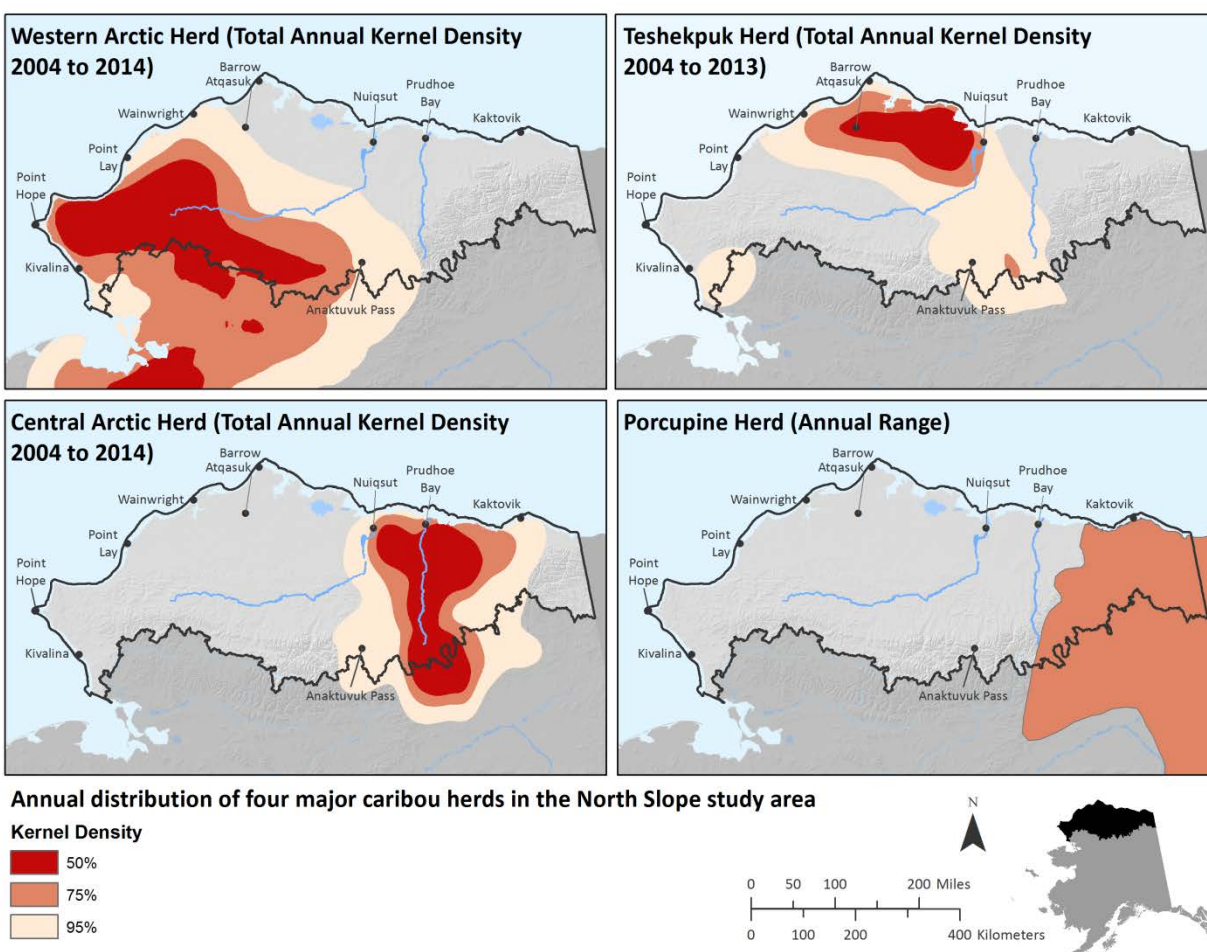 Western Arctic Herd (Total Annual Kernel Density
2004 to 2014)
Barrow
Atqasuk
Wainwright
Nuiqsut
Prudhoe
Bay
Kaktovik
Point
Lay
Point
Hope
Kivalina
Anaktuvuk Pass
Teshekpuk Herd (Total Annual Kernel Density
2004 to 2013)
Barrow
Atqasuk
Wainwright
Nuiqsut
Prudhoe
Bay
Kaktovik
Point
Lay
Point
Hope
Kivalina
Anaktuvuk Pass
Central Arctic Herd (Total Annual Kernel Density
2004 to 2014)
Barrow
Atqasuk
Wainwright
Nuiqsut
Prudhoe
Bay
Kaktovik
Point
Lay
Point
Hope
Kivalina
Anaktuvuk Pass
Porcupine Herd (Annual Range)
Barrow
Atqasuk
Wainwright
Nuiqsut
Prudhoe
Bay
Kaktovik
Point
Lay
Point
Hope
Kivalina
Anaktuvuk Pass
Annual distribution of four major caribou herds in the North Slope study area
Kernel Density
50%
75%
95%
N
0 50 100 200 Miles
0 100 200 400 Kilometers